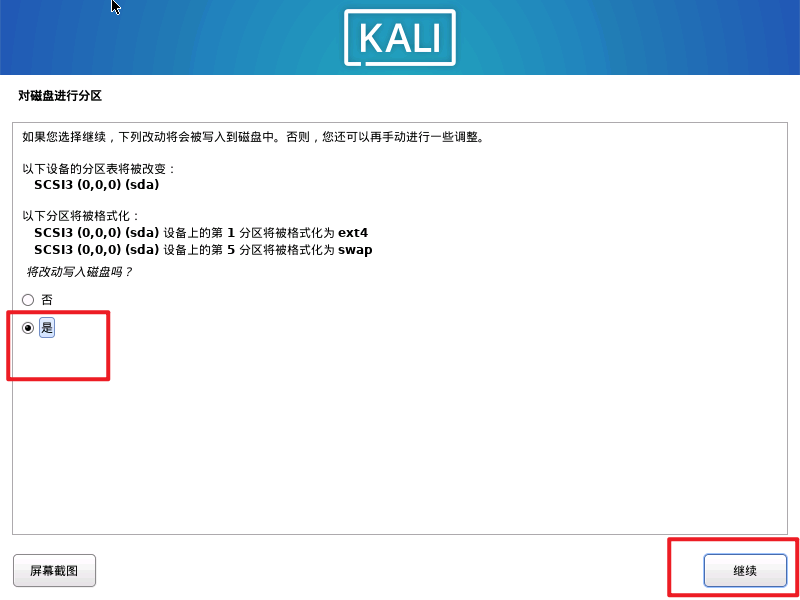 KALI
对磁盘进行分区
如果您选择继续，下列改动将会被写入到磁盘中。否则，您还可以再手动进行一些调整。
以下设备的分区表将被改变：
SCSI3 (0,0,0) (sda)
以下分区将被格式化：
SCSI3 (0,0,0) (sda) 设备上的第 1 分区将被格式化为 ext4
SCSI3 (0,0,0) (sda) 设备上的第 5 分区将被格式化为 swap
将改动写入磁盘吗？
否
是
屏幕截图
继续